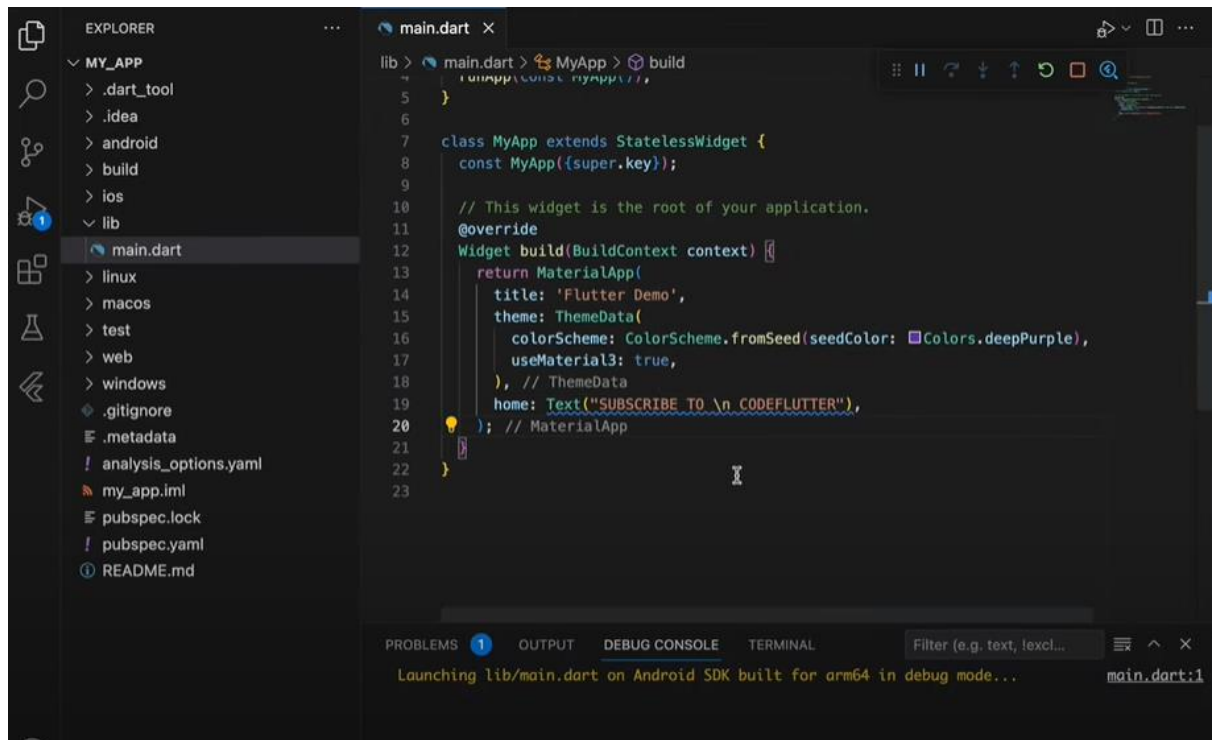 EXPLORER
...
MY_APP
.dart_tool
.idea
android
build
ios
lib
main.dart
linux
macos
test
web
windows
.gitignore
.metadata
analysis_options.yaml
my_app.iml
pubspec.lock
pubspec.yaml
README.md
1
main.dart
lib > main.dart > MyApp > build
4 runApp(const MyApp());
5 }
6
7 class MyApp extends StatelessWidget {
8 const MyApp({super.key});
9
10 // This widget is the root of your application.
11 @override
12 Widget build(BuildContext context) {
13 return MaterialApp(
14 title: 'Flutter Demo',
15 theme: ThemeData(
16 colorScheme: ColorScheme.fromSeed(seedColor: Colors.deepPurple),
17 useMaterial3: true,
18 ), // ThemeData
19 home: Text("SUBSCRIBE TO \n CODEFLUTTER"),
20 ); // MaterialApp
21 }
22 }
23
PROBLEMS 1 OUTPUT DEBUG CONSOLE TERMINAL Filter (e.g. text, !excl...
Launching lib/main.dart on Android SDK built for arm64 in debug mode... main.dart:1